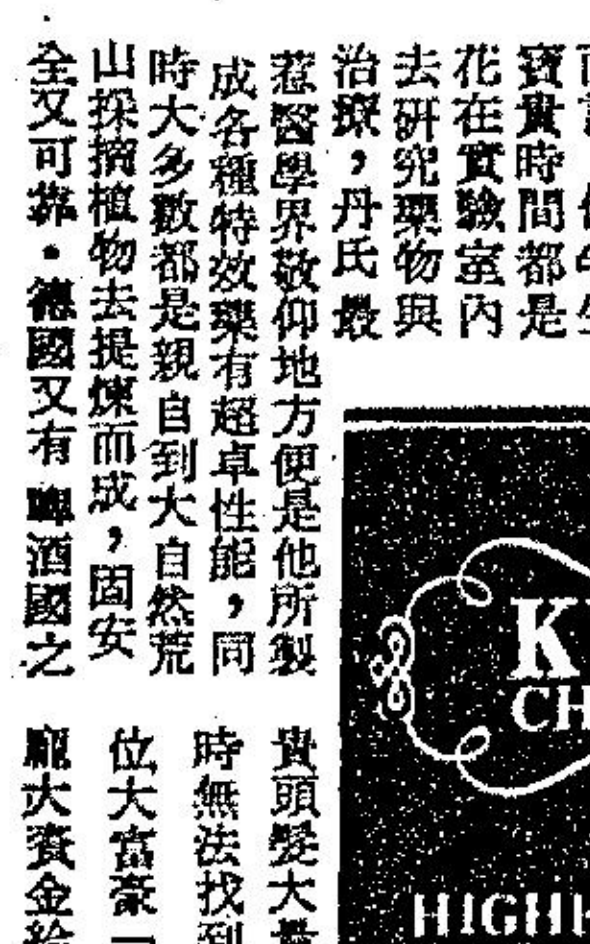 寶貴時間都是
花在實驗室內
去研究藥物與
治療，丹氏最
惹醫學界敬仰地方便是他所製
成各種特效藥有超卓性能，同
時大多數都是親自到大自然荒
山採摘植物去提煉而成，固安
全又可靠．德國又有啤酒國之
貴頭髮大量
時無法找到
位大富豪「
龐大資金給
K
CH
HIGH